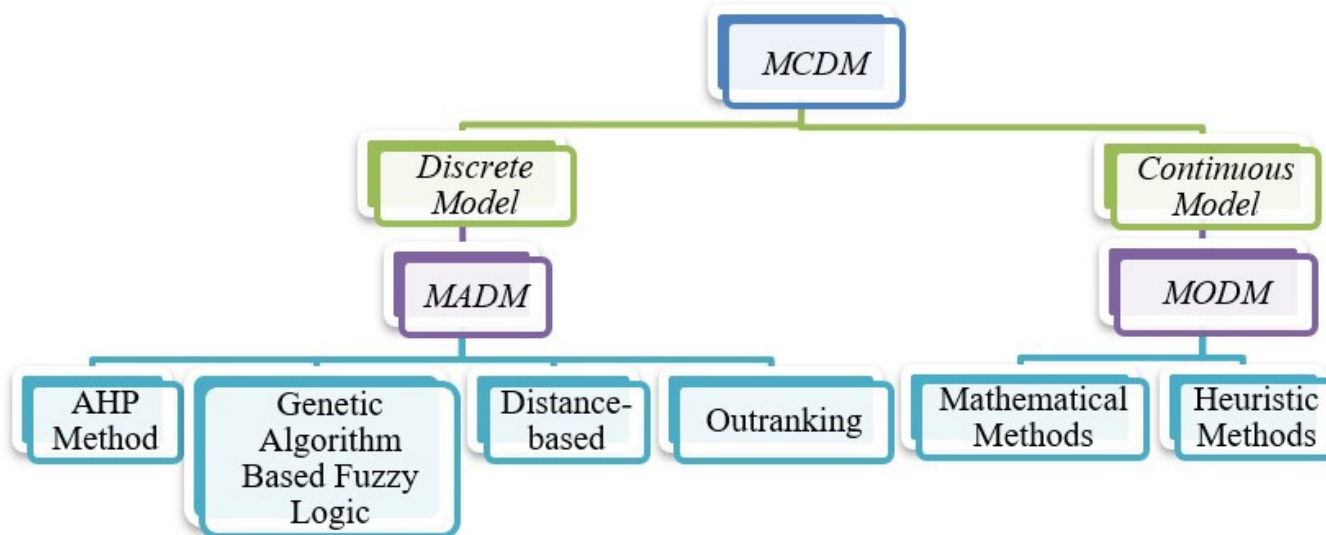 MCDM
Discrete
Model
Continuous
Model
MADM
MODM
AHP
Method
Genetic
Algorithm
Based Fuzzy
Logic
Distance-
based
Outranking
Mathematical
Methods
Heuristic
Methods